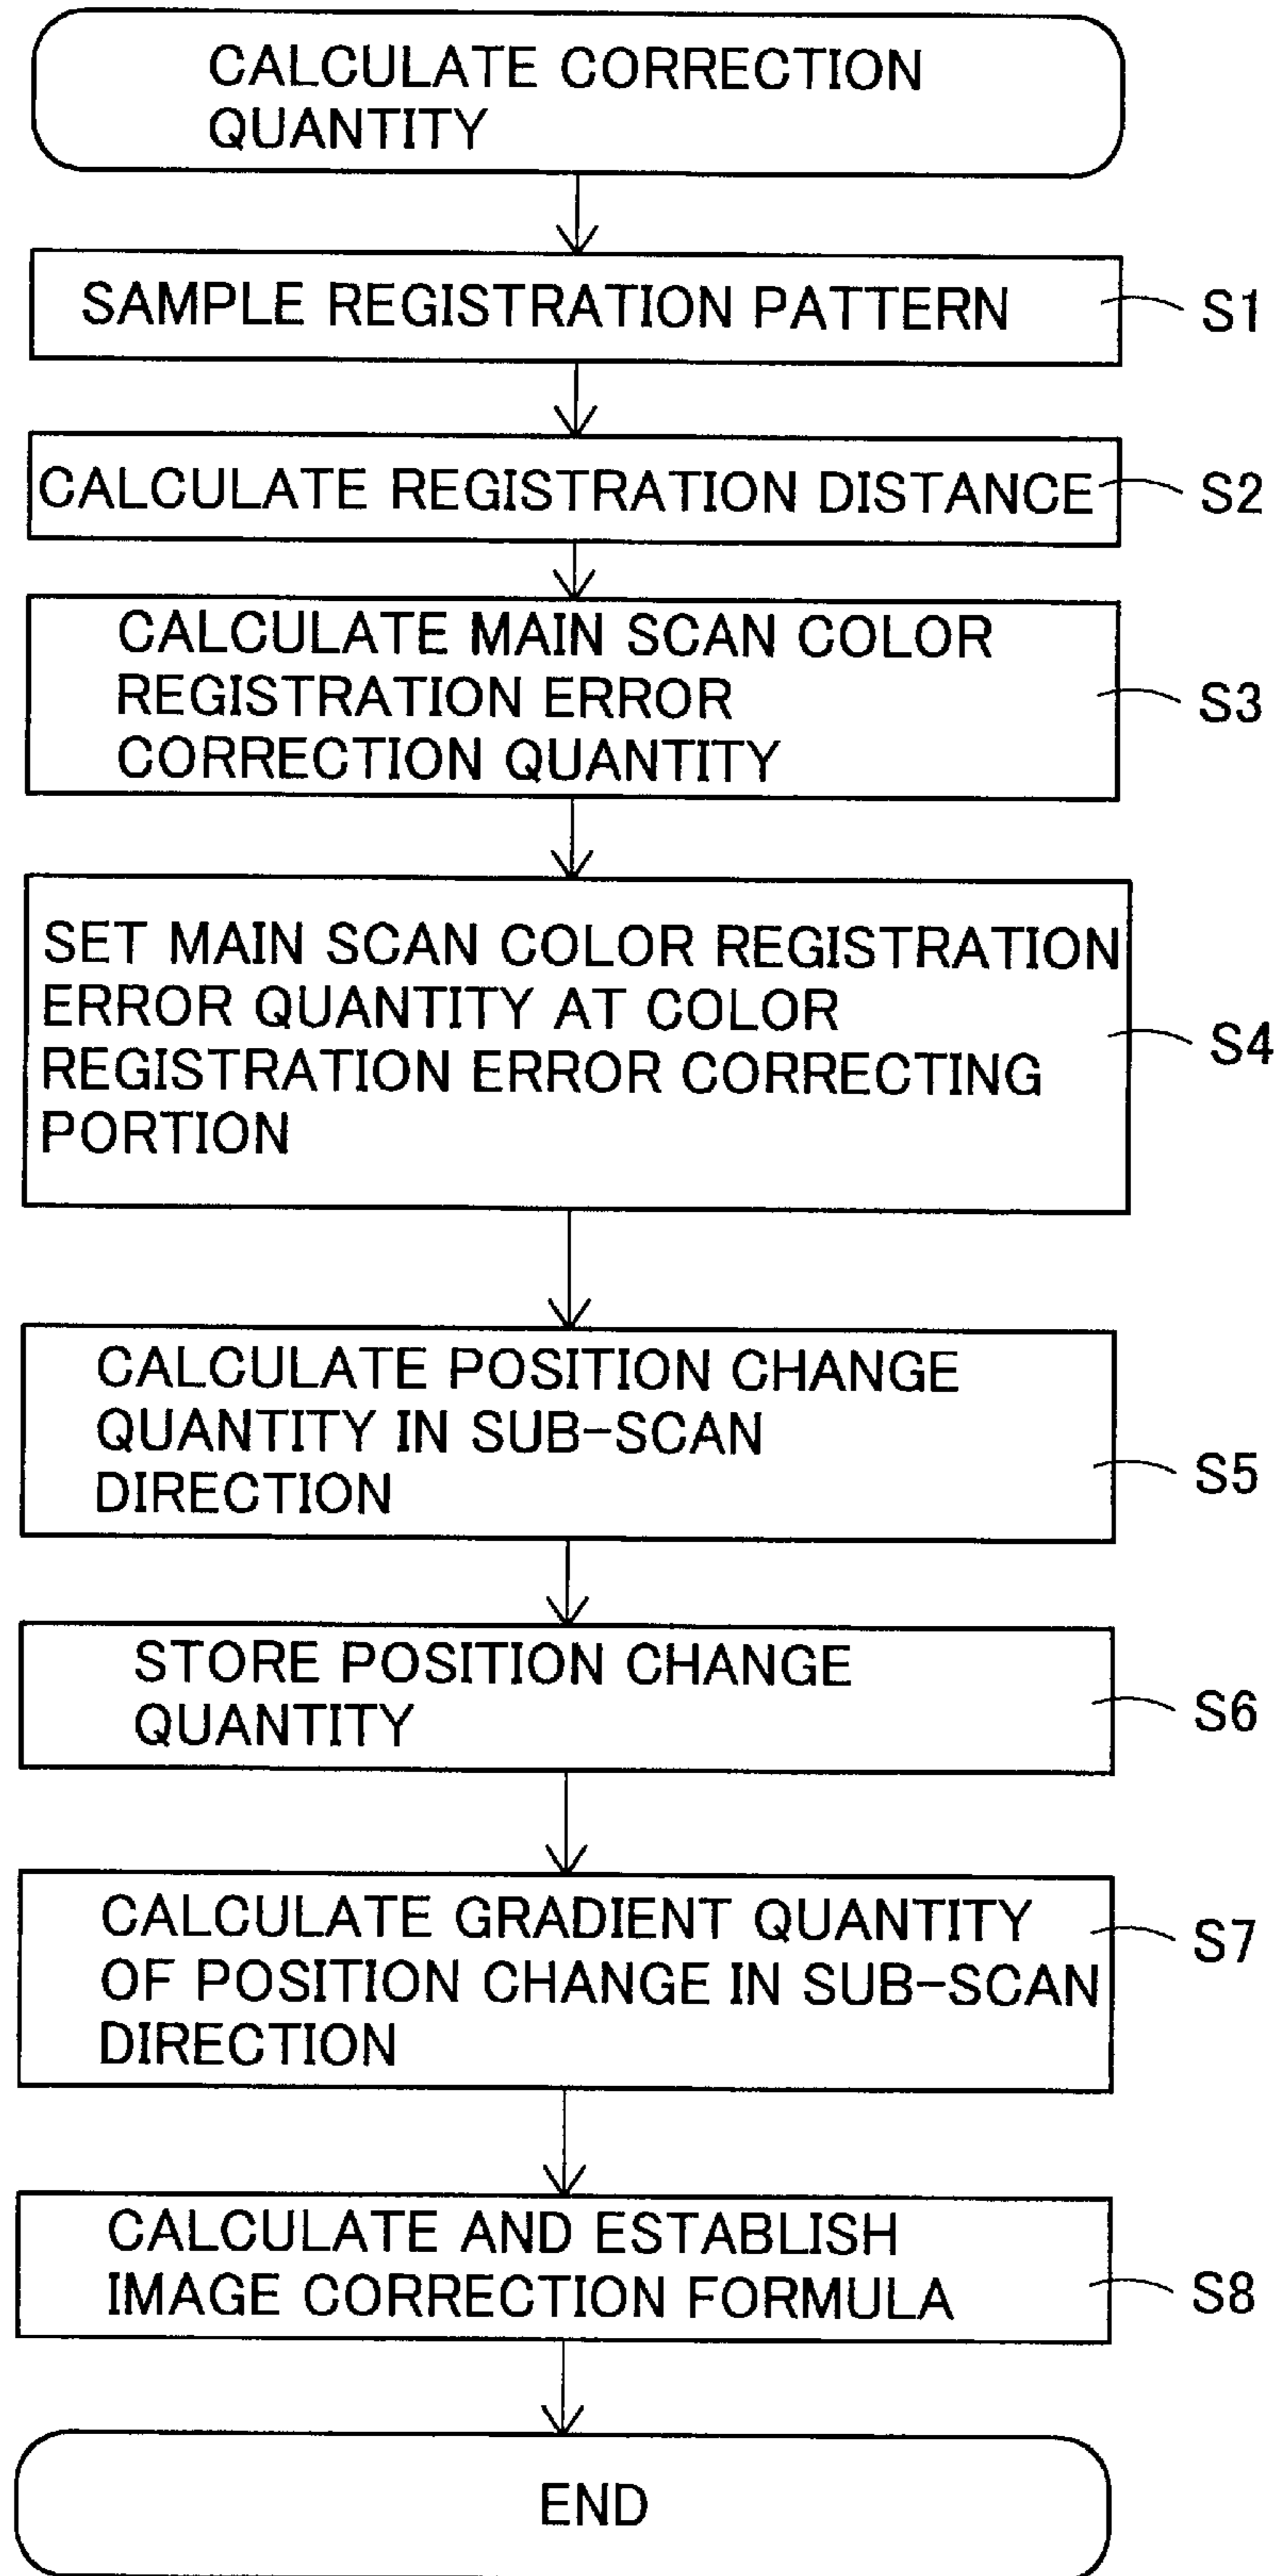 CALCULATE CORRECTION
QUANTITY
SAMPLE REGISTRATION PATTERN
S1
CALCULATE REGISTRATION DISTANCE
S2
CALCULATE MAIN SCAN COLOR
REGISTRATION ERROR
CORRECTION QUANTITY
S3
SET MAIN SCAN COLOR REGISTRATION
ERROR QUANTITY AT COLOR
REGISTRATION ERROR CORRECTING
PORTION
S4
CALCULATE POSITION CHANGE
QUANTITY IN SUB-SCAN
DIRECTION
S5
STORE POSITION CHANGE
QUANTITY
S6
CALCULATE GRADIENT QUANTITY
OF POSITION CHANGE IN SUB-SCAN
DIRECTION
S7
CALCULATE AND ESTABLISH
IMAGE CORRECTION FORMULA
S8
END